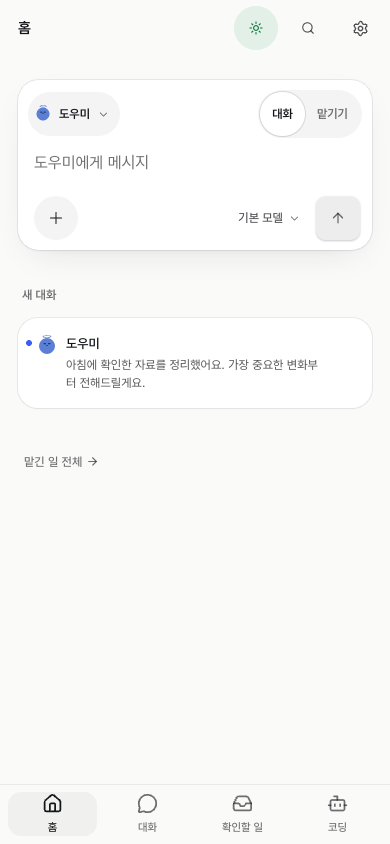 홈
도우미
대화
맡기기
도우미에게 메시지
기본 모델
새 대화
도우미
아침에 확인한 자료를 정리했어요. 가장 중요한 변화부
터 전해드릴게요.
맡긴 일 전체
홈
대화
확인할 일
코딩